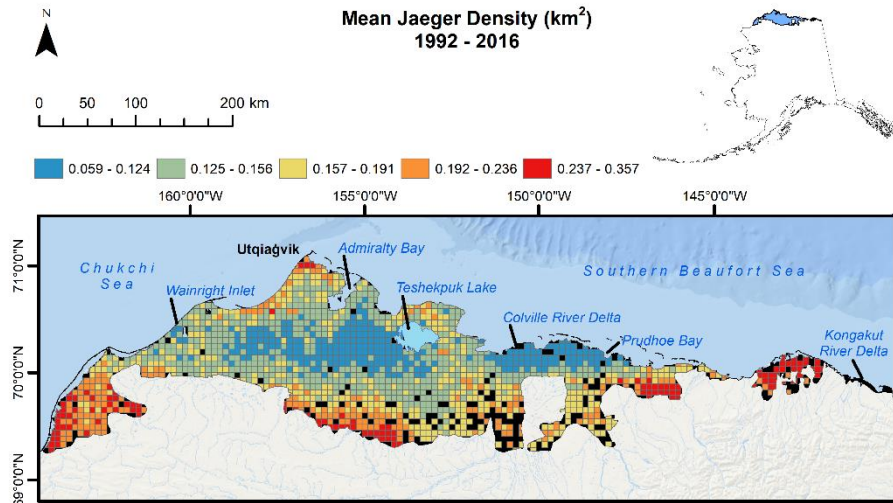 Mean Jaeger Density (km²)
1992 - 2016
N
0 50 100 200 km
0.059 - 0.124 0.125 - 0.156 0.157 - 0.191 0.192 - 0.236 0.237 - 0.357
160°0'0"W 155°0'0"W 150°0'0"W 145°0'0"W
71°0'0"N
70°0'0"N
69°0'0"N
Utqiaġvik
Admiralty Bay
Chukchi
Sea
Southern Beaufort Sea
Wainright Inlet
Teshekpuk Lake
Colville River Delta
Prudhoe Bay
Kongakut
River Delta